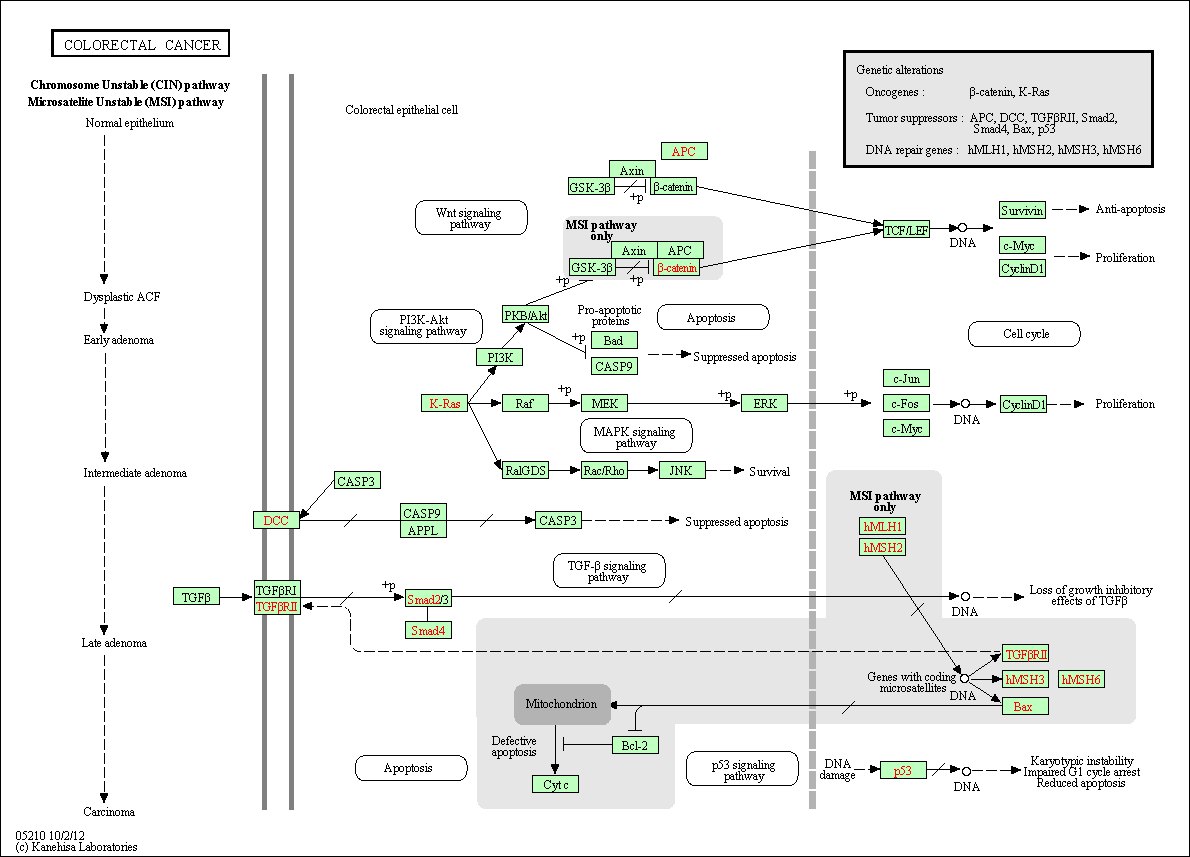 COLORECTAL CANCER
Chromosome Unstable (CIN) pathway
Microsatelite Unstable (MSI) pathway
Normal epithelium
Dysplastic ACF
Early adenoma
Intermediate adenoma
Late adenoma
Carcinoma
05210 10/2/12
(c) Kanehisa Laboratories
Colorectal epithelial cell
Genetic alterations
Oncogenes : β-catenin, K-Ras
Tumor suppressors : APC, DCC, TGFβRII, Smad2,
Smad4, Bax, p53
DNA repair genes : hMLH1, hMSH2, hMSH3, hMSH6
APC
Axin
GSK-3β
β-catenin
+p
Wnt signaling
pathway
MSI pathway
only
Axin
APC
GSK-3β
β-catenin
+p
+p
TCF/LEF
DNA
Survivin
Anti-apoptosis
c-Myc
CyclinD1
Proliferation
PI3K-Akt
signaling pathway
PKB/Akt
Pro-apoptotic
proteins
Apoptosis
+p
Bad
CASP9
Suppressed apoptosis
PI3K
Cell cycle
K-Ras
Raf
+p
MEK
+p
ERK
+p
c-Jun
c-Fos
c-Myc
DNA
CyclinD1
Proliferation
MAPK signaling
pathway
RalGDS
Rac/Rho
JNK
Survival
CASP3
DCC
CASP9
APPL
CASP3
Suppressed apoptosis
MSI pathway
only
hMLH1
hMSH2
TGF-β signaling
pathway
TGFβ
TGFβRI
TGFβRII
+p
Smad2/3
Smad4
DNA
Loss of growth inhibitory
effects of TGFβ
Genes with coding
microsatellites
DNA
TGFβRII
hMSH3
hMSH6
Bax
Mitochondrion
Defective
apoptosis
Bcl-2
Cyt c
Apoptosis
p53 signaling
pathway
DNA
damage
p53
DNA
Karyotypic instability
Impaired G1 cycle arrest
Reduced apoptosis